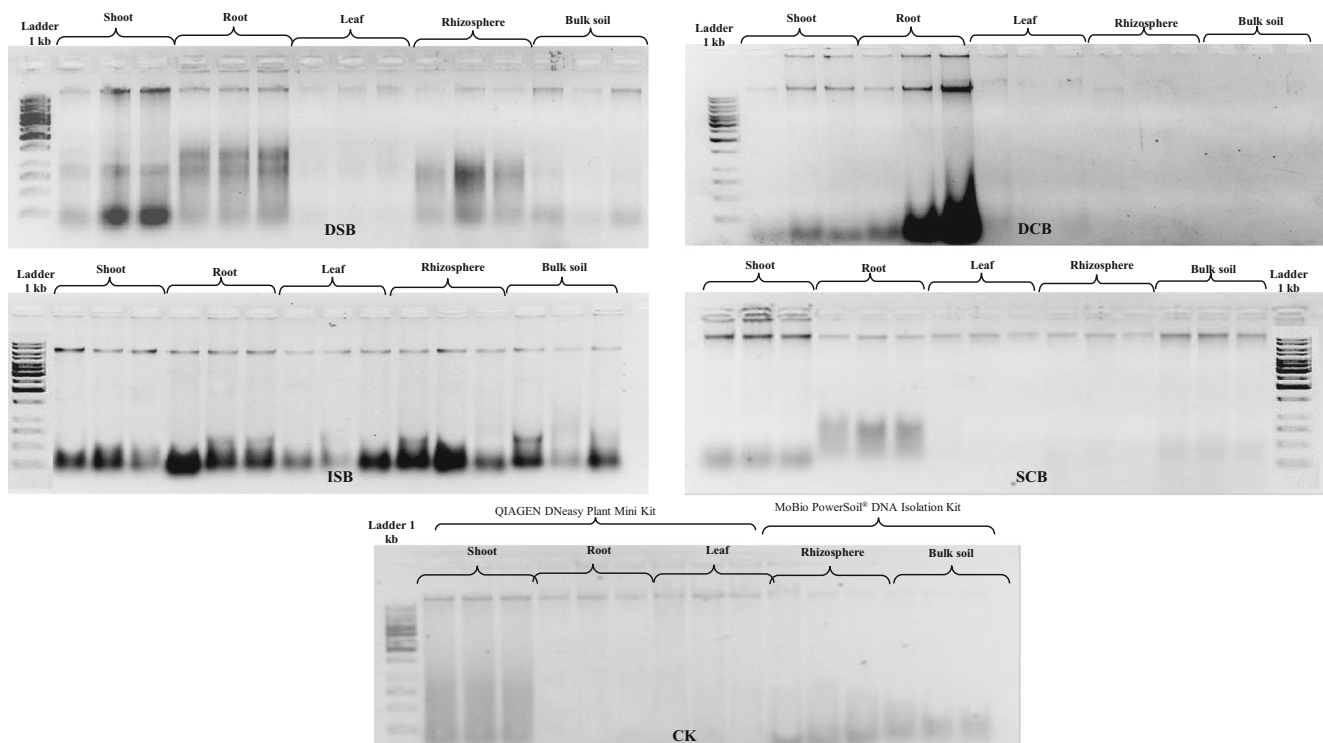 Ladder
1 kb
Shoot
Root
Leaf
Rhizosphere
Bulk soil
DSB
Ladder
1 kb
Shoot
Root
Leaf
Rhizosphere
Bulk soil
DCB
Ladder
1 kb
Shoot
Root
Leaf
Rhizosphere
Bulk soil
ISB
Shoot
Root
Leaf
Rhizosphere
Bulk soil
Ladder
1 kb
SCB
Ladder 1
kb
QIAGEN DNeasy Plant Mini Kit
MoBio PowerSoil® DNA Isolation Kit
Shoot
Root
Leaf
Rhizosphere
Bulk soil
CK